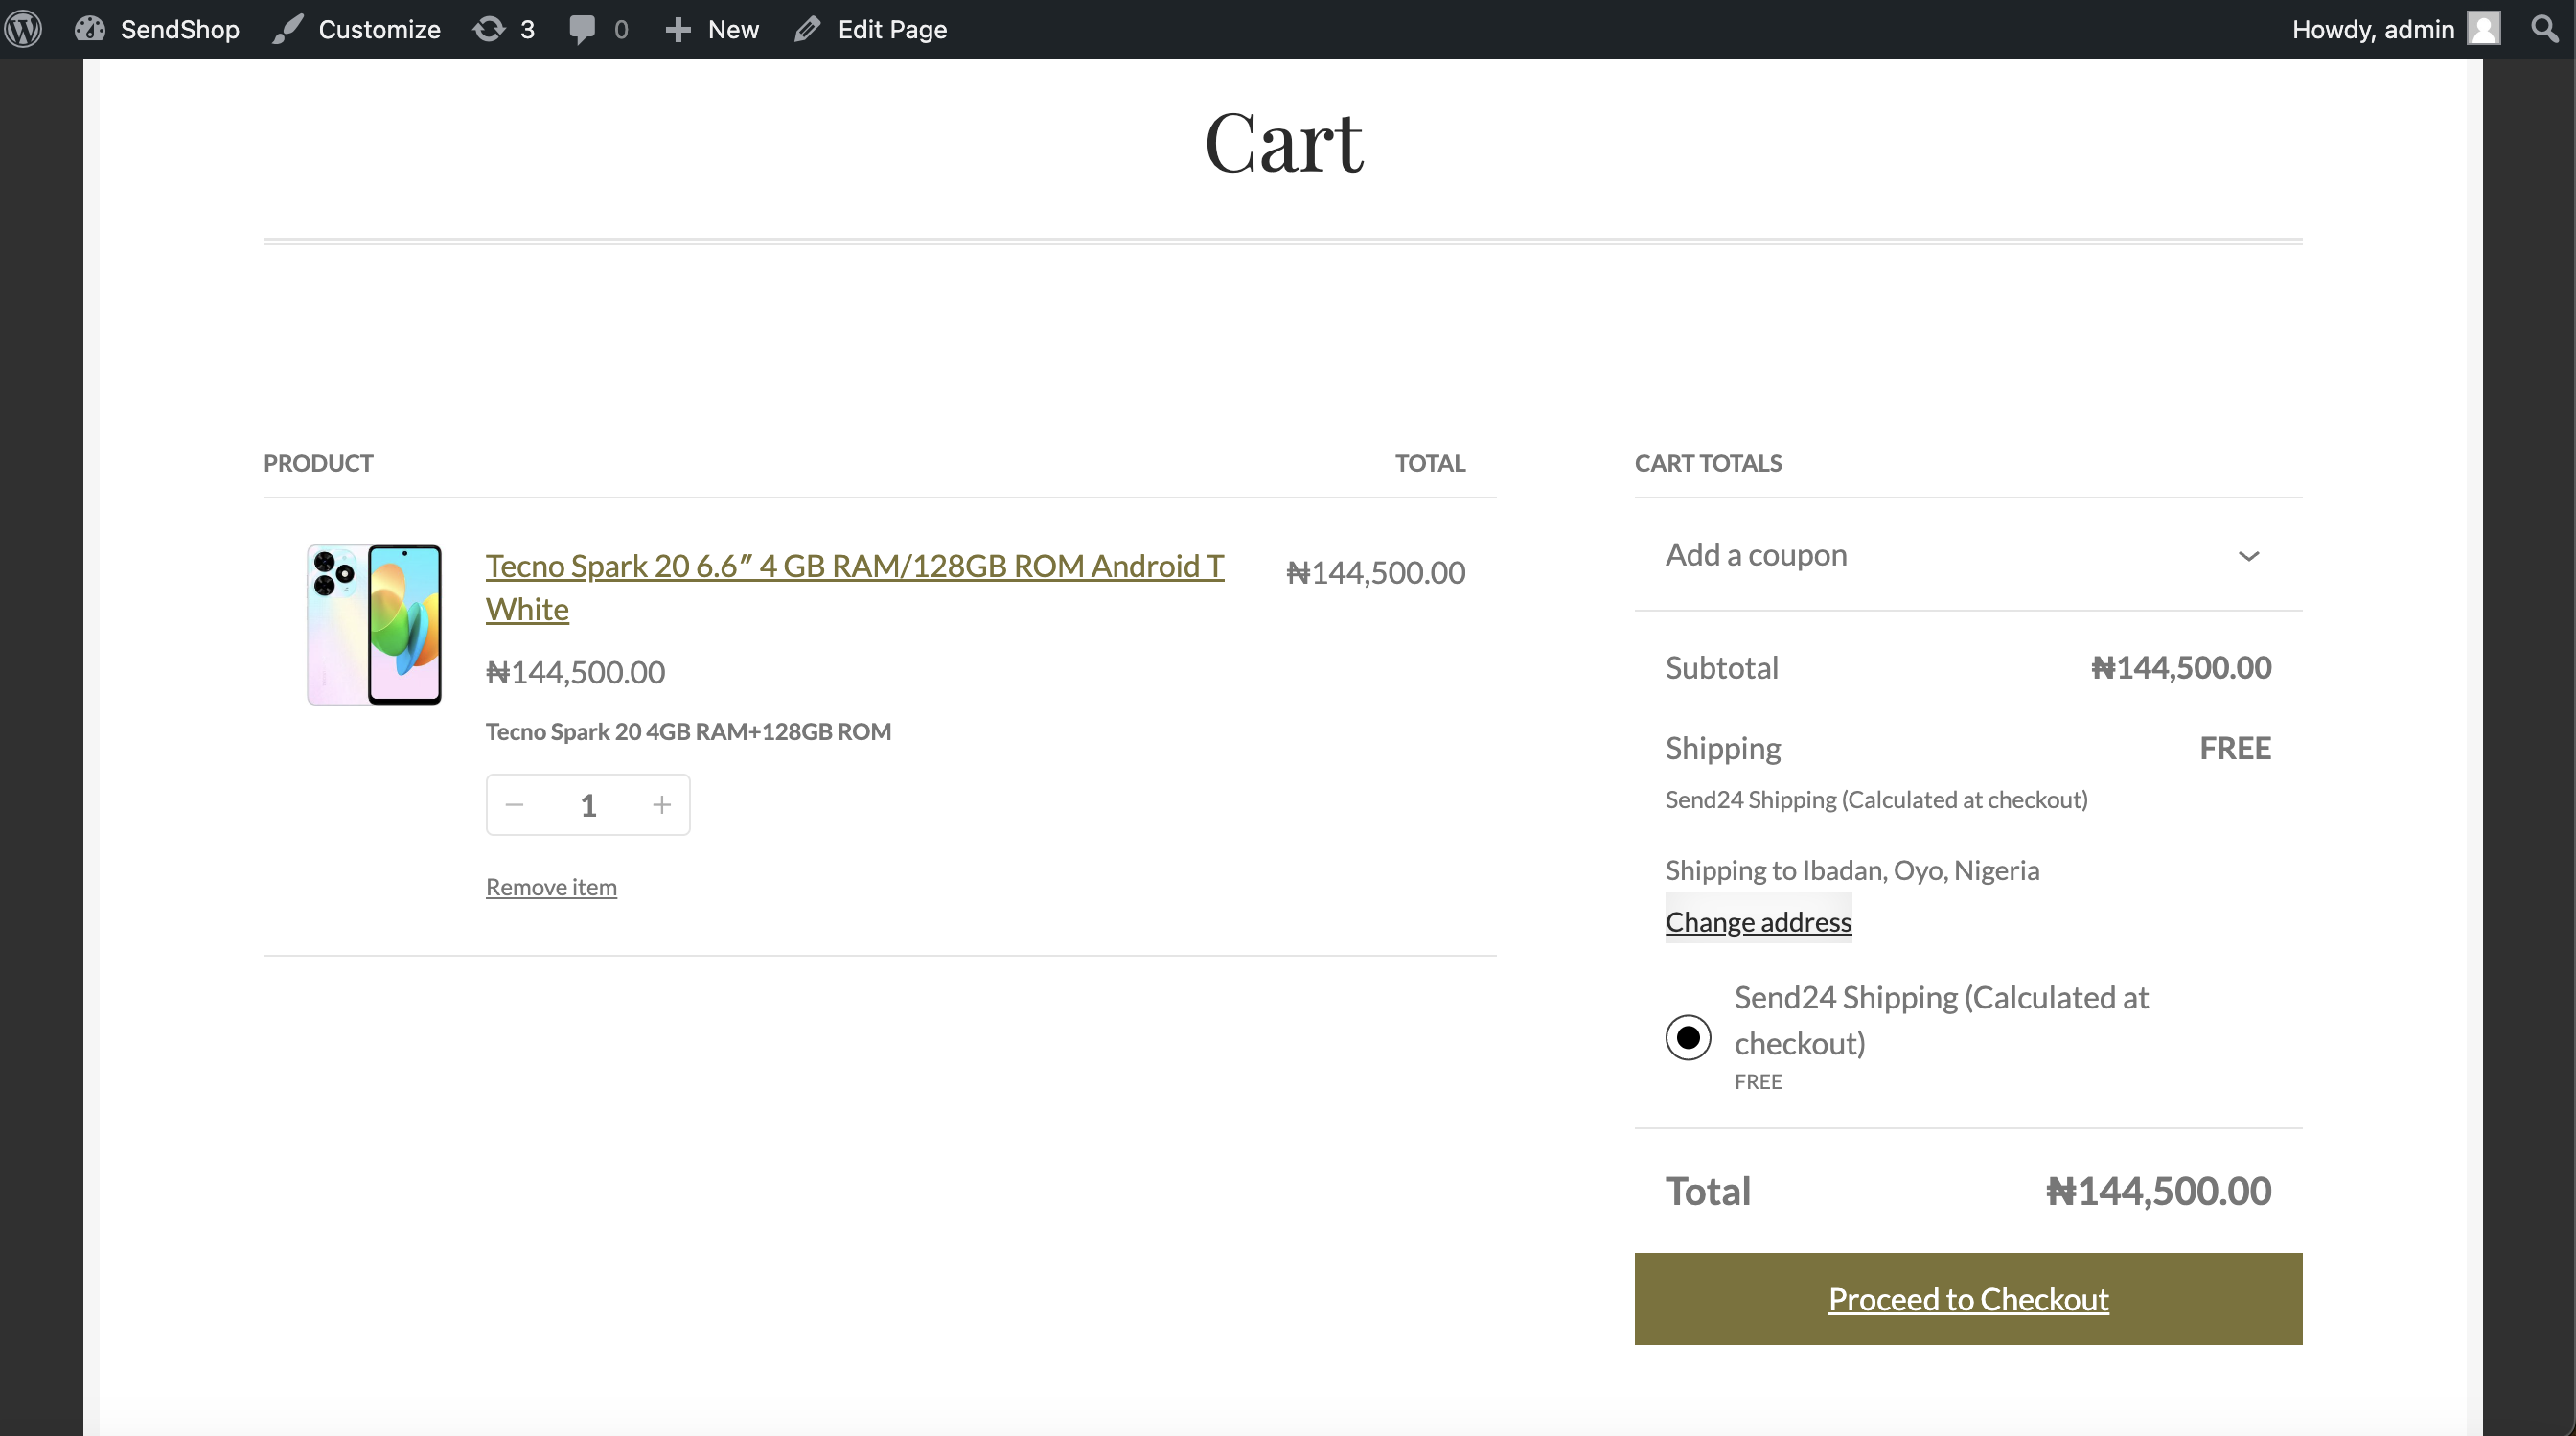 SendShop Customize 3 0 New Edit Page Howdy, admin
Cart
PRODUCT TOTAL
Tecno Spark 20 6.6″ 4 GB RAM/128GB ROM Android T
White
₦144,500.00
₦144,500.00
Tecno Spark 20 4GB RAM+128GB ROM
− 1 +
Remove item
CART TOTALS
Add a coupon
Subtotal ₦144,500.00
Shipping FREE
Send24 Shipping (Calculated at checkout)
Shipping to Ibadan, Oyo, Nigeria
Change address
Send24 Shipping (Calculated at
checkout)
FREE
Total ₦144,500.00
Proceed to Checkout